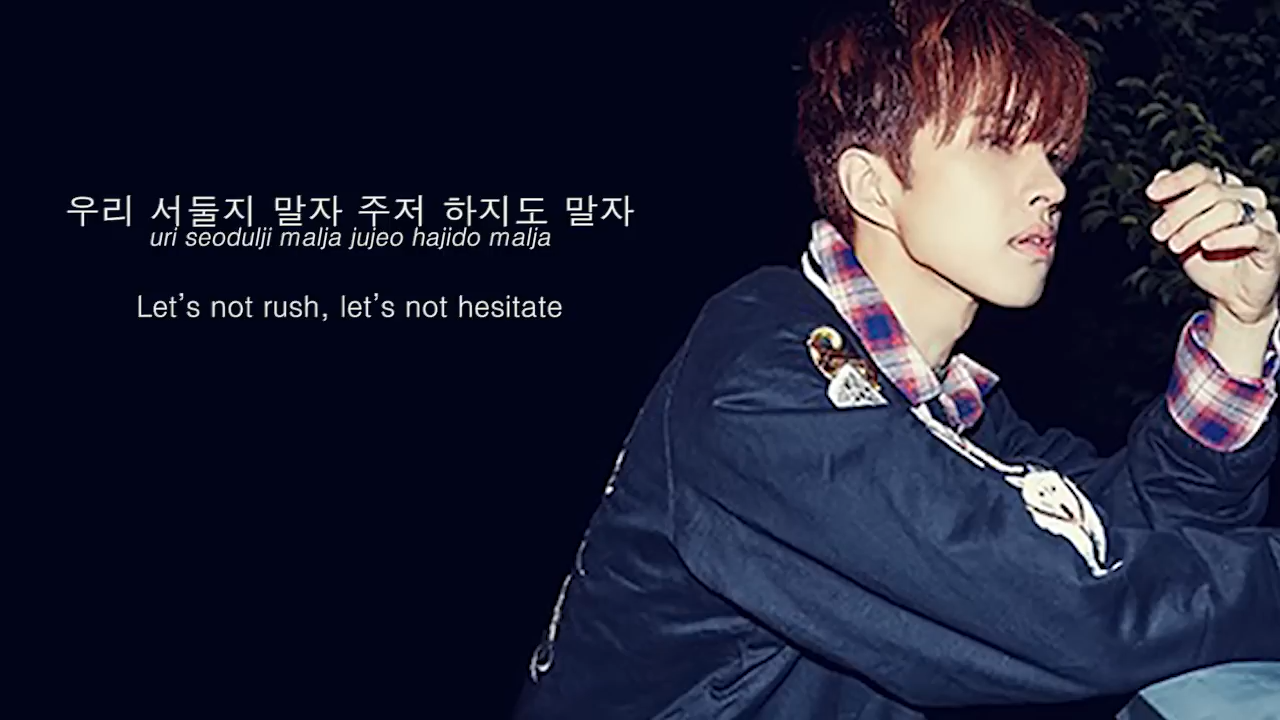 우리 서둘지 말자 주저 하지도 말자
uri seodulji malja jujeo hajido malja
Let's not rush, let's not hesitate